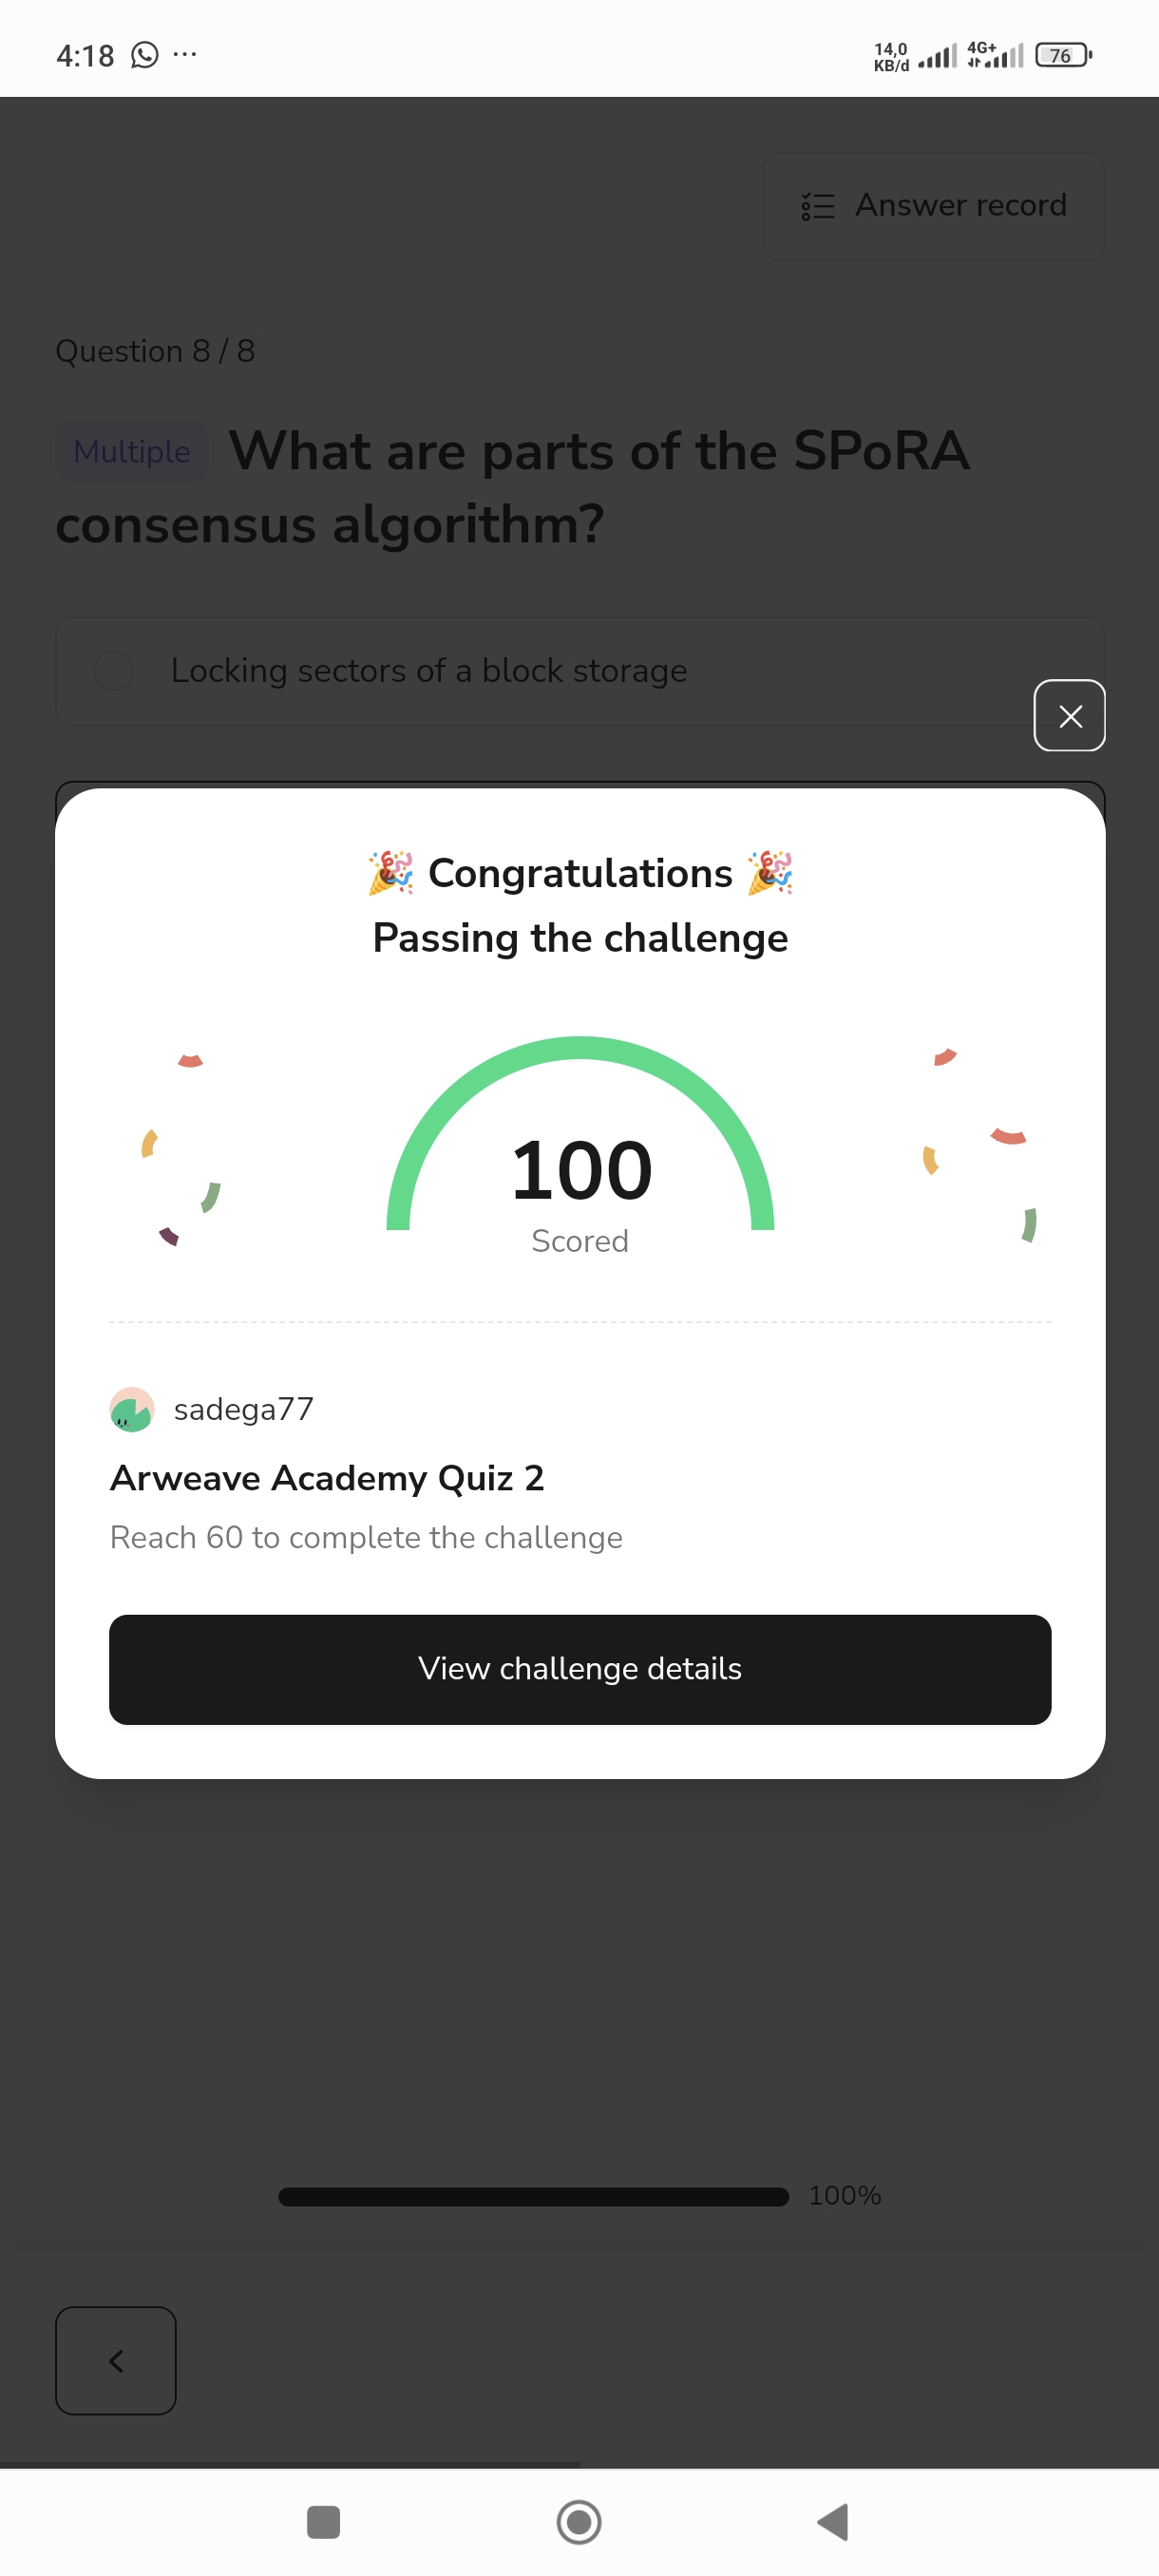 4:18 ...
14,0
KB/d
4G+
76
Answer record
Question 8 / 8
Multiple What are parts of the SPoRA
consensus algorithm?
Locking sectors of a block storage
🎉 Congratulations 🎉
Passing the challenge
100
Scored
sadega77
Arweave Academy Quiz 2
Reach 60 to complete the challenge
View challenge details
100%